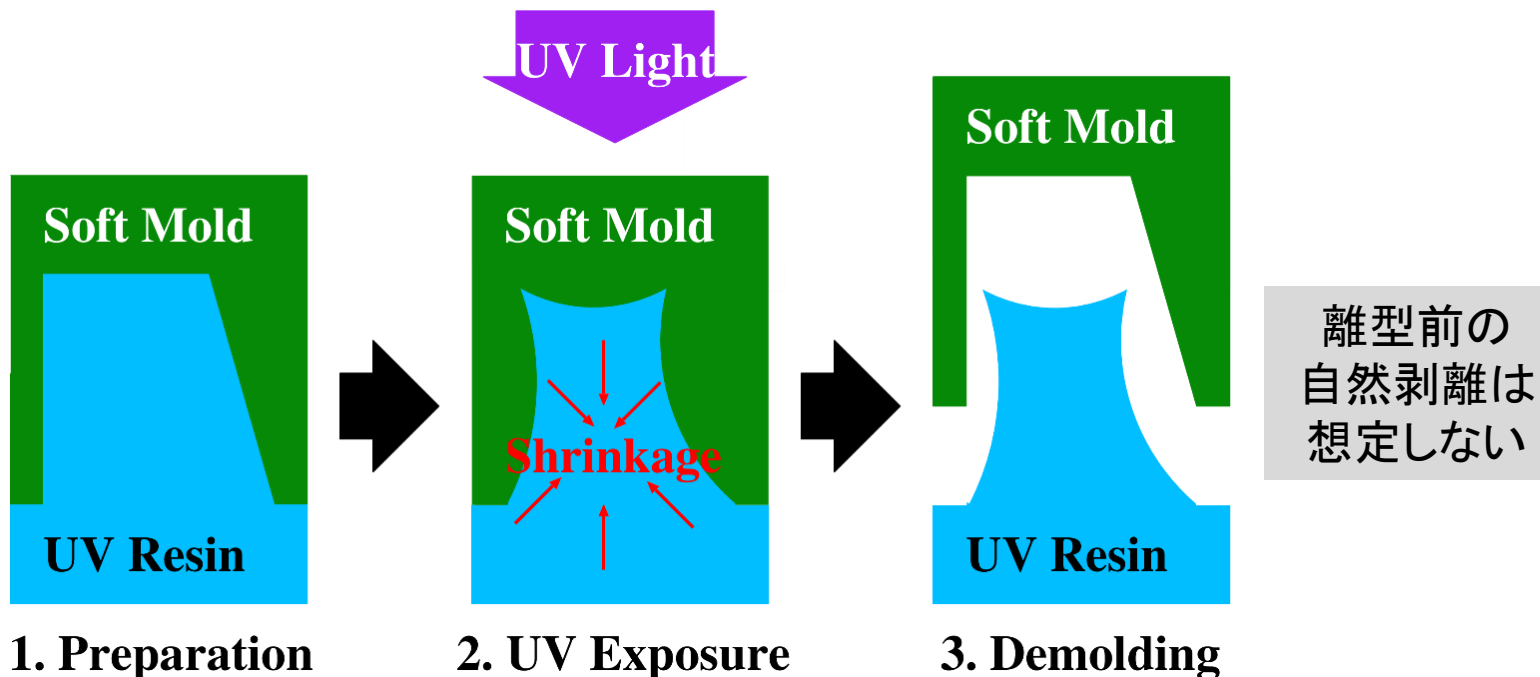 UV Light
Soft Mold
UV Resin
1. Preparation
Soft Mold
Shrinkage
2. UV Exposure
Soft Mold
UV Resin
3. Demolding
離型前の
自然剥離は
想定しない